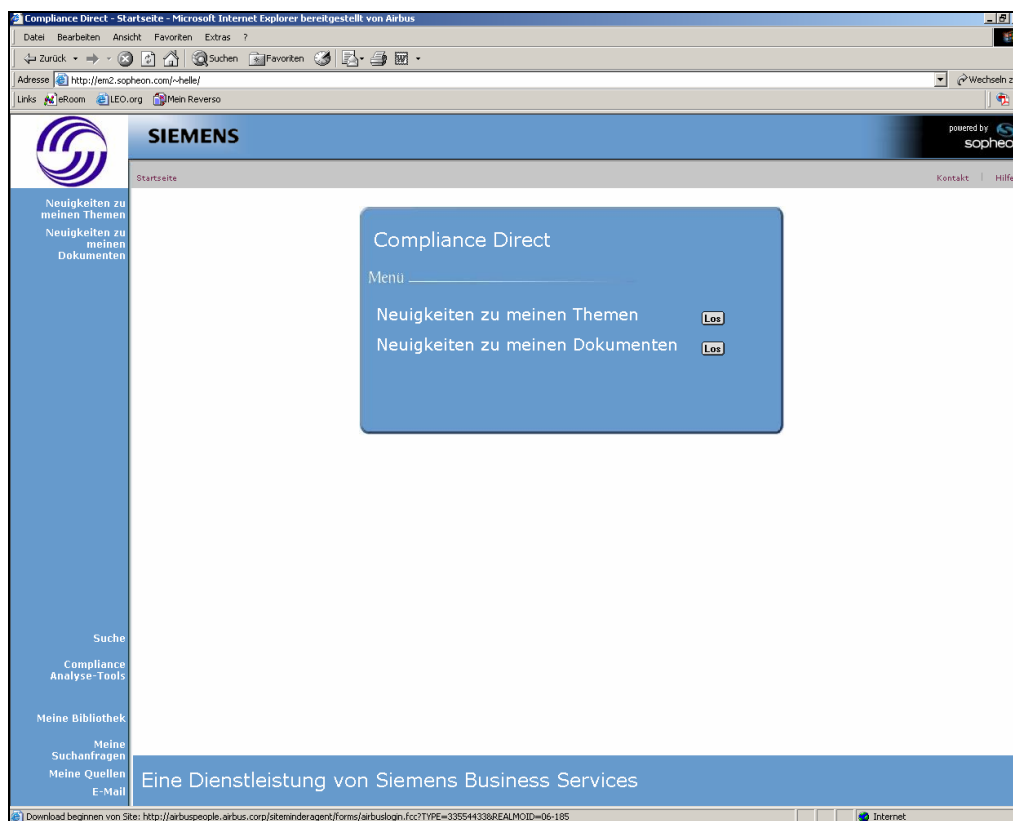 Compliance Direct - Startseite - Microsoft Internet Explorer bereitgestellt von Airbus
Datei Bearbeiten Ansicht Favoriten Extras ?
Zurück Suchen Favoriten
Adresse http://em2.sopheon.com/~helle/ Wechseln z
Links eRoom LEO.org Mein Reverso
SIEMENS
powered by
sopheo
Startseite Kontakt | Hilfe
Neuigkeiten zu
meinen Themen
Neuigkeiten zu
meinen
Dokumenten
Compliance Direct
Menü
Neuigkeiten zu meinen Themen Los
Neuigkeiten zu meinen Dokumenten Los
Suche
Compliance
Analyse-Tools
Meine Bibliothek
Meine
Suchanfragen
Meine Quellen
E-Mail
Eine Dienstleistung von Siemens Business Services
Download beginnen von Site: http://airbuspeople.airbus.corp/siteminderagent/forms/airbuslogin.fcc?TYPE=33554433&REALMOID=06-185 Internet